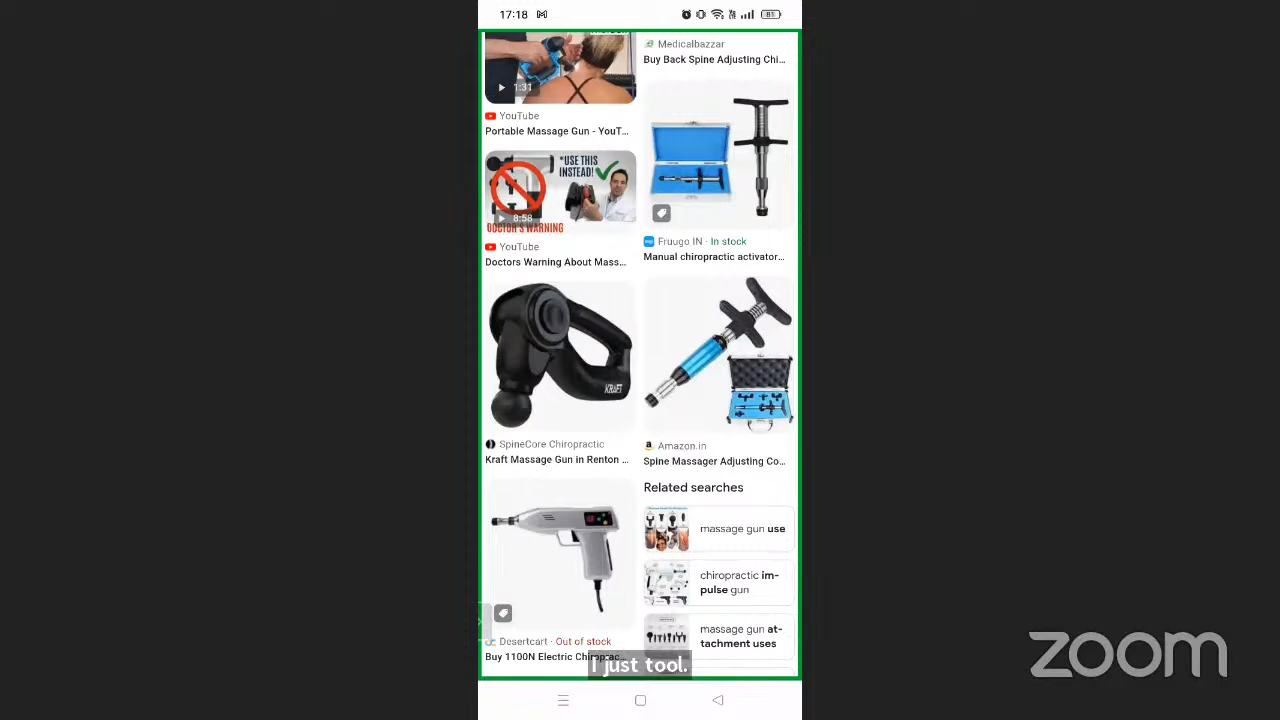 17:18
81
1:31
YouTube
Portable Massage Gun - YouT...
*USE THIS
INSTEAD!
8:58
DOCTOR'S WARNING
YouTube
Doctors Warning About Mass...
KRAFT
SpineCore Chiropractic
Kraft Massage Gun in Renton ...
Desertcart · Out of stock
Buy 1100N Electric Chiroprac...
Medicalbazzar
Buy Back Spine Adjusting Chi...
Fruugo IN · In stock
Manual chiropractic activator...
Amazon.in
Spine Massager Adjusting Co...
Related searches
massage gun use
chiropractic im-
pulse gun
massage gun at-
tachment uses
I just tool.
zoom